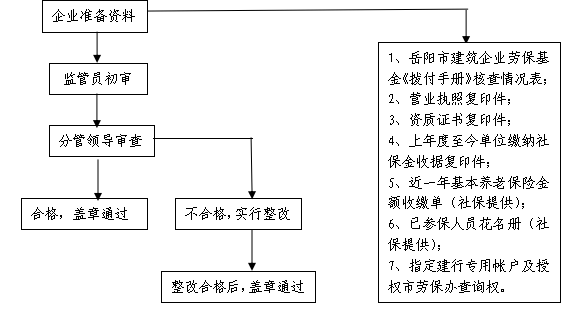 企业准备资料
监管员初审
分管领导审查
合格，盖章通过
不合格，实行整改
整改合格后，盖章通过
1、岳阳市建筑企业劳保基
金《拨付手册》核查情况表；
2、营业执照复印件；
3、资质证书复印件；
4、上年度至今单位缴纳社
保金收据复印件；
5、近一年基本养老保险金
额收缴单（社保提供）；
6、已参保人员花名册（社
保提供）；
7、指定建行专用帐户及授
权市劳保办查询权。